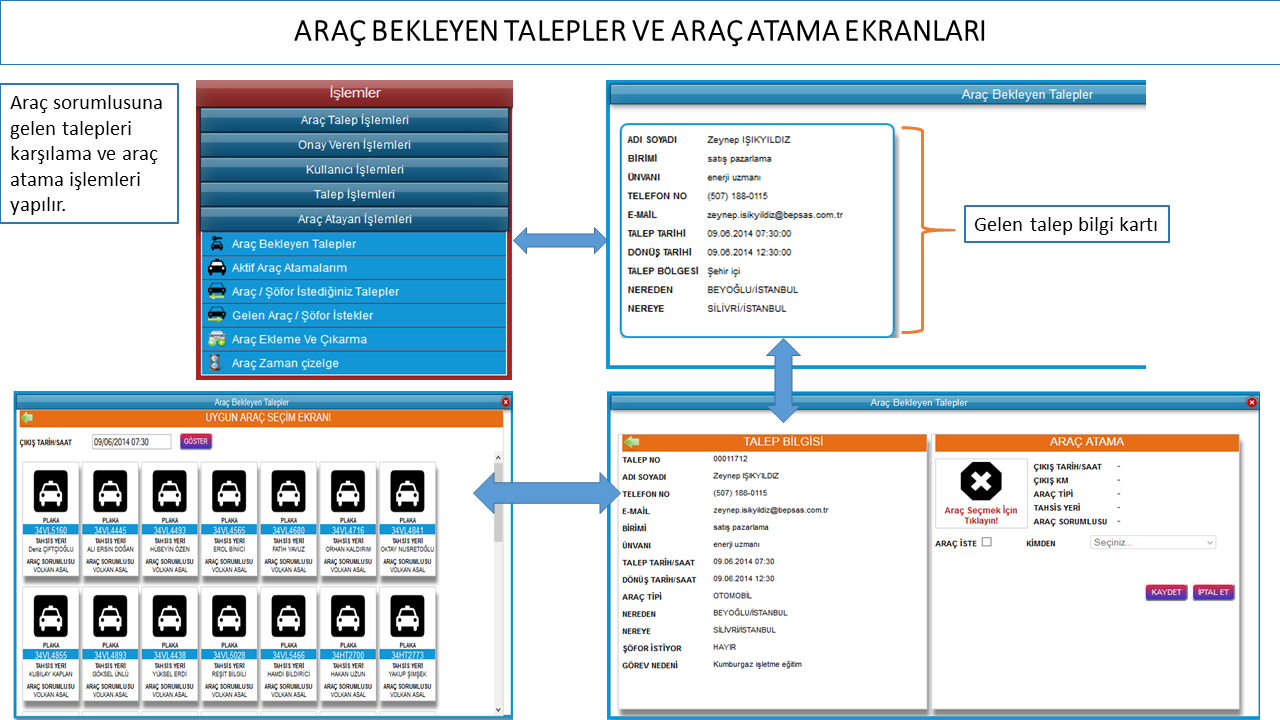 ARAÇ BEKLEYEN TALEPLER VE ARAÇ ATAMA EKRANLARI
Araç sorumlusuna
gelen talepleri
karşılama ve araç
atama işlemleri
yapılır.
İşlemler
Araç Talep İşlemleri
Onay Veren İşlemleri
Kullanıcı İşlemleri
Talep İşlemleri
Araç Atayan İşlemleri
Araç Bekleyen Talepler
Aktif Araç Atamalarım
Araç / Şöfor İstediğiniz Talepler
Gelen Araç / Şöfor İstekler
Araç Ekleme Ve Çıkarma
Araç Zaman çizelge
Araç Bekleyen Talepler
ADI SOYADI Zeynep IŞIKYILDIZ
BİRİMİ satış pazarlama
ÜNVANI enerji uzmanı
TELEFON NO (507) 188-0115
E-MAİL zeynep.isikyildiz@bepsas.com.tr
TALEP TARİHİ 09.06.2014 07:30:00
DÖNÜŞ TARİHİ 09.06.2014 12:30:00
TALEP BÖLGESİ Şehir içi
NEREDEN BEYOĞLU/İSTANBUL
NEREYE SİLİVRİ/İSTANBUL
Gelen talep bilgi kartı
Araç Bekleyen Talepler
UYGUN ARAÇ SEÇİM EKRANI
ÇIKIŞ TARİH/SAAT 09/06/2014 07:30 GÖSTER
PLAKA PLAKA PLAKA PLAKA PLAKA PLAKA PLAKA
34VL5160 34VL4445 34VL4493 34VL4565 34VL4680 34VL4716 34VL4841
TAHSİS YERİ TAHSİS YERİ TAHSİS YERİ TAHSİS YERİ TAHSİS YERİ TAHSİS YERİ TAHSİS YERİ
Deniz ÇİFTÇİOĞLU ALİ ERSİN DOĞAN HÜSEYİN ÖZEN EROL BİNİCİ FATİH YAVUZ ORHAN KALDIRIM OKTAY NUSRETOĞLU
ARAÇ SORUMLUSU ARAÇ SORUMLUSU ARAÇ SORUMLUSU ARAÇ SORUMLUSU ARAÇ SORUMLUSU ARAÇ SORUMLUSU ARAÇ SORUMLUSU
VOLKAN ASAL VOLKAN ASAL VOLKAN ASAL VOLKAN ASAL VOLKAN ASAL VOLKAN ASAL VOLKAN ASAL
PLAKA PLAKA PLAKA PLAKA PLAKA PLAKA PLAKA
34VL4855 34VL4893 34VL4438 34VL5028 34VL5466 34HT2700 34HT2773
TAHSİS YERİ TAHSİS YERİ TAHSİS YERİ TAHSİS YERİ TAHSİS YERİ TAHSİS YERİ TAHSİS YERİ
KUBİLAY KAPLAN GÖKSEL ÜNLÜ YÜKSEL ERDİ REŞİT BİLGİLİ HAMDİ BİLDİRİCİ HAKAN UZUN YAKUP ŞİMŞEK
ARAÇ SORUMLUSU ARAÇ SORUMLUSU ARAÇ SORUMLUSU ARAÇ SORUMLUSU ARAÇ SORUMLUSU ARAÇ SORUMLUSU ARAÇ SORUMLUSU
VOLKAN ASAL VOLKAN ASAL VOLKAN ASAL VOLKAN ASAL VOLKAN ASAL VOLKAN ASAL VOLKAN ASAL
Araç Bekleyen Talepler
TALEP BİLGİSİ
TALEP NO 00011712
ADI SOYADI Zeynep IŞIKYILDIZ
TELEFON NO (507) 188-0115
E-MAİL zeynep.isikyildiz@bepsas.com.tr
BİRİMİ satış pazarlama
ÜNVANI enerji uzmanı
TALEP TARİH/SAAT 09.06.2014 07:30
DÖNÜŞ TARİH/SAAT 09.06.2014 12:30
ARAÇ TİPİ OTOMOBİL
NEREDEN BEYOĞLU/İSTANBUL
NEREYE SİLİVRİ/İSTANBUL
ŞÖFOR İSTİYOR HAYIR
GÖREV NEDENİ Kumburgaz işletme eğitim
ARAÇ ATAMA
Araç Seçmek İçin
Tıklayın!
ÇIKIŞ TARİH/SAAT -
ÇIKIŞ KM -
ARAÇ TİPİ -
TAHSİS YERİ -
ARAÇ SORUMLUSU -
ARAÇ İSTE KİMDEN Seçiniz...
KAYDET İPTAL ET